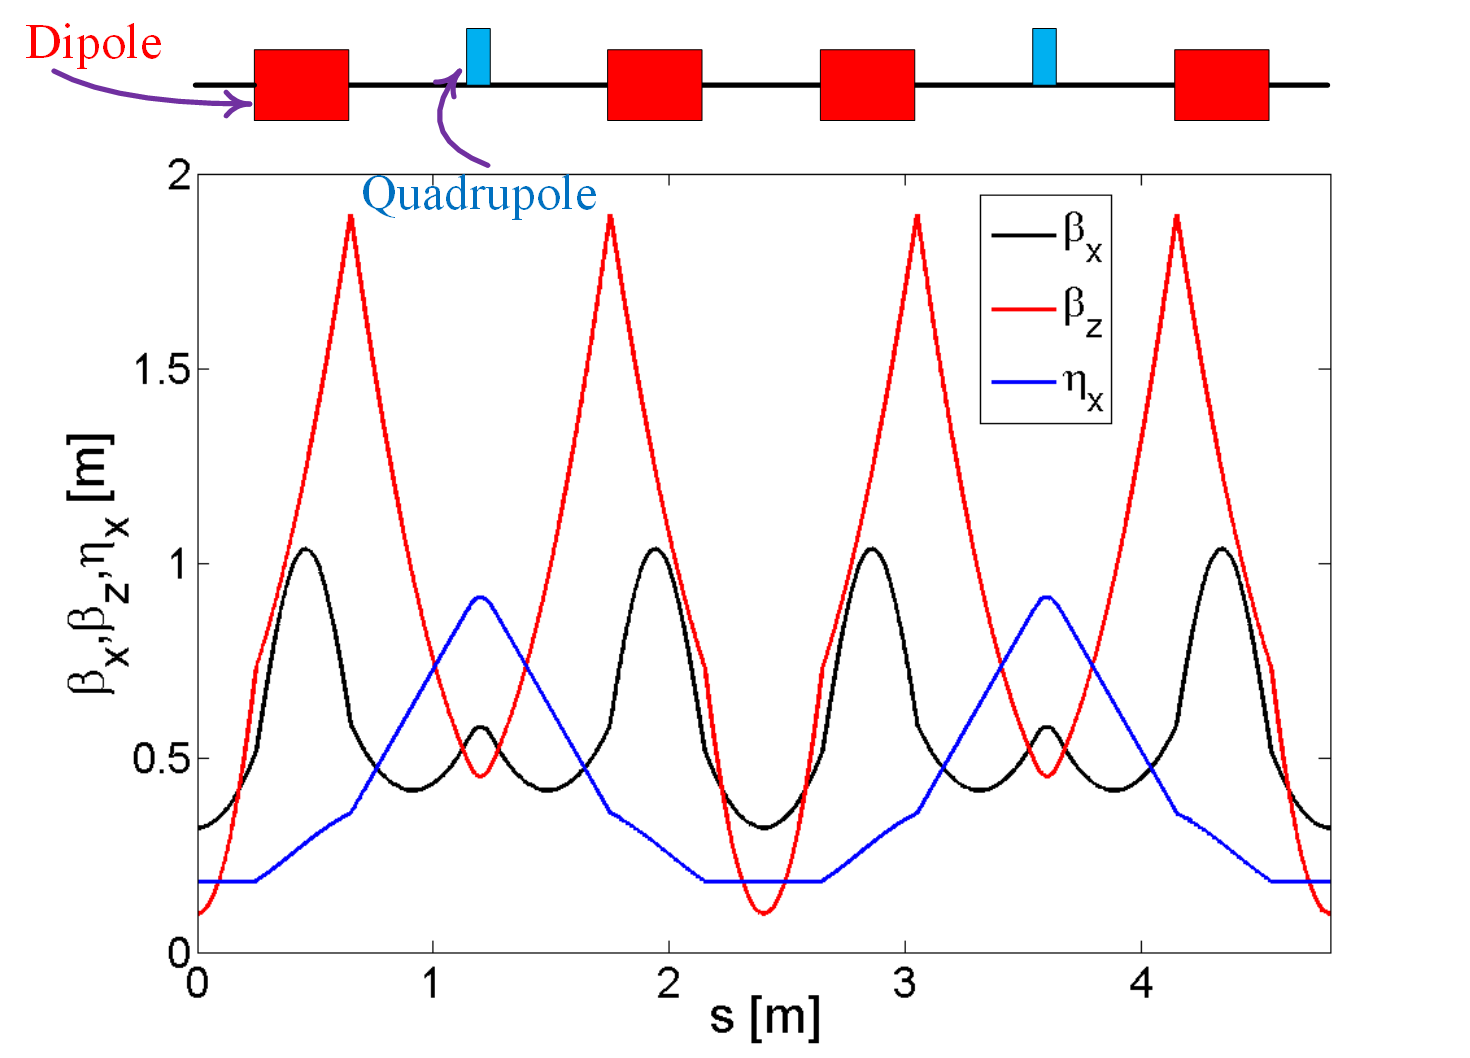 Dipole
Quadrupole
2
1.5
1
0.5
0
βx,βz,ηx [m]
βx
βz
ηx
0 1 2 3 4
s [m]